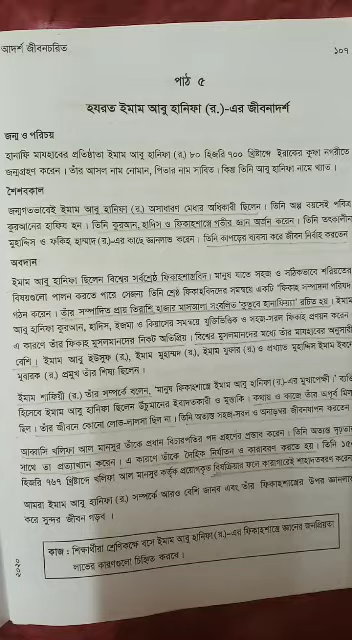 আদর্শ জীবনচরিত ১০৭
পাঠ ৫
হযরত ইমাম আবু হানিফা (র.)-এর জীবনাদর্শ
জন্ম ও পরিচয়
হানাফি মাযহাবের প্রতিষ্ঠাতা ইমাম আবু হানিফা (র.) ৮০ হিজরি ৭০০ খ্রিষ্টাব্দে ইরাকের কুফা নগরীতে
জন্মগ্রহণ করেন। তাঁর আসল নাম নোমান, পিতার নাম সাবিত। কিন্তু তিনি আবু হানিফা নামে খ্যাত।
শৈশবকাল
জন্মগতভাবেই ইমাম আবু হানিফা (র.) অসাধারণ মেধার অধিকারী ছিলেন। তিনি অল্প বয়সেই পবিত্র
কুরআনের হাফিয হন। তিনি কুরআন, হাদিস ও ফিকাহশাস্ত্রে গভীর জ্ঞান অর্জন করেন। তিনি তৎকালীন
মুহাদ্দিস ও ফকিহ হাম্মাদ (র.)-এর কাছে জ্ঞানলাভ করেন। তিনি কাপড়ের ব্যবসা করে জীবন নির্বাহ করতেন
অবদান
ইমাম আবু হানিফা ছিলেন বিশ্বের সর্বশ্রেষ্ঠ ফিকাহশাস্ত্রবিদ। মানুষ যাতে সহজ ও সঠিকভাবে শরিয়তের
বিষয়গুলো পালন করতে পারে সেজন্য তিনি শ্রেষ্ঠ ফিকাহবিদদের সমন্বয়ে একটি ফিকাহ সম্পাদনা পরিষদ
গঠন করেন। তাঁর সম্পাদিত প্রায় তিরাশি হাজার মাসআলা সংবলিত 'কুতুবে হানাফিয়্যা' রচিত হয়। ইমাম
আবু হানিফা কুরআন, হাদিস, ইজমা ও কিয়াসের সমন্বয়ে যুক্তিভিত্তিক ও সহজ-সরল ফিকাহ প্রণয়ন করেন।
এ কারণে তাঁর ফিকাহ মুসলমানদের নিকট অতিপ্রিয়। বিশ্বের মুসলমানদের মধ্যে তাঁর মাযহাবের অনুসারী
বেশি। ইমাম আবু ইউসুফ (র.), ইমাম মুহাম্মদ (র.), ইমাম যুফার (র.) ও প্রখ্যাত মুহাদ্দিস ইমাম ইবনে
মুবারক (র.) প্রমুখ তাঁর শিষ্য ছিলেন।
ইমাম শাফিয়ী (র.) তাঁর সম্পর্কে বলেন, 'মানুষ ফিকাহশাস্ত্রে ইমাম আবু হানিফা (র.)-এর মুখাপেক্ষী।' ব্যক্তি
হিসেবে ইমাম আবু হানিফা ছিলেন উঁচুমানের ইবাদতকারী ও মুত্তাকি। কথায় ও কাজে তাঁর অপূর্ব মিল
ছিল। তাঁর জীবনে কোনো লোভ-লালসা ছিল না। তিনি অত্যন্ত সহজ-সরল ও অনাড়ম্বর জীবনযাপন করতেন
আব্বাসি খলিফা আল মানসুর তাঁকে প্রধান বিচারপতির পদ গ্রহণের প্রস্তাব করেন। তিনি অত্যন্ত দৃঢ়তার
সাথে তা প্রত্যাখ্যান করেন। এ কারণে তাঁকে দৈহিক নির্যাতন ও কারাবরণ করতে হয়। তিনি ১৫০
হিজরি ৭৬৭ খ্রিষ্টাব্দে খলিফা আল মানসুর কর্তৃক প্রয়োগকৃত বিষক্রিয়ার ফলে কারাগারেই শাহাদতবরণ করেন
আমরা ইমাম আবু হানিফা (র.) সম্পর্কে আরও বেশি জানব এবং তাঁর ফিকাহশাস্ত্রের উপর জ্ঞানলাভ
করে সুন্দর জীবন গড়ব।
কাজ : শিক্ষার্থীরা শ্রেণিকক্ষে বসে ইমাম আবু হানিফা (র.)-এর ফিকাহশাস্ত্রে জ্ঞানের জনপ্রিয়তা
লাভের কারণগুলো চিহ্নিত করবে।
২০২০